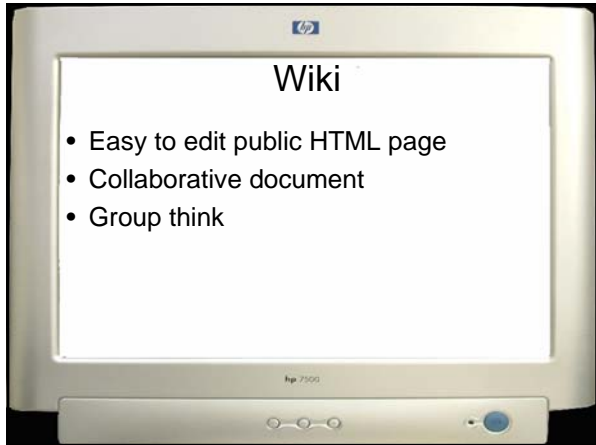 hp
Wiki
• Easy to edit public HTML page
• Collaborative document
• Group think
hp 7500